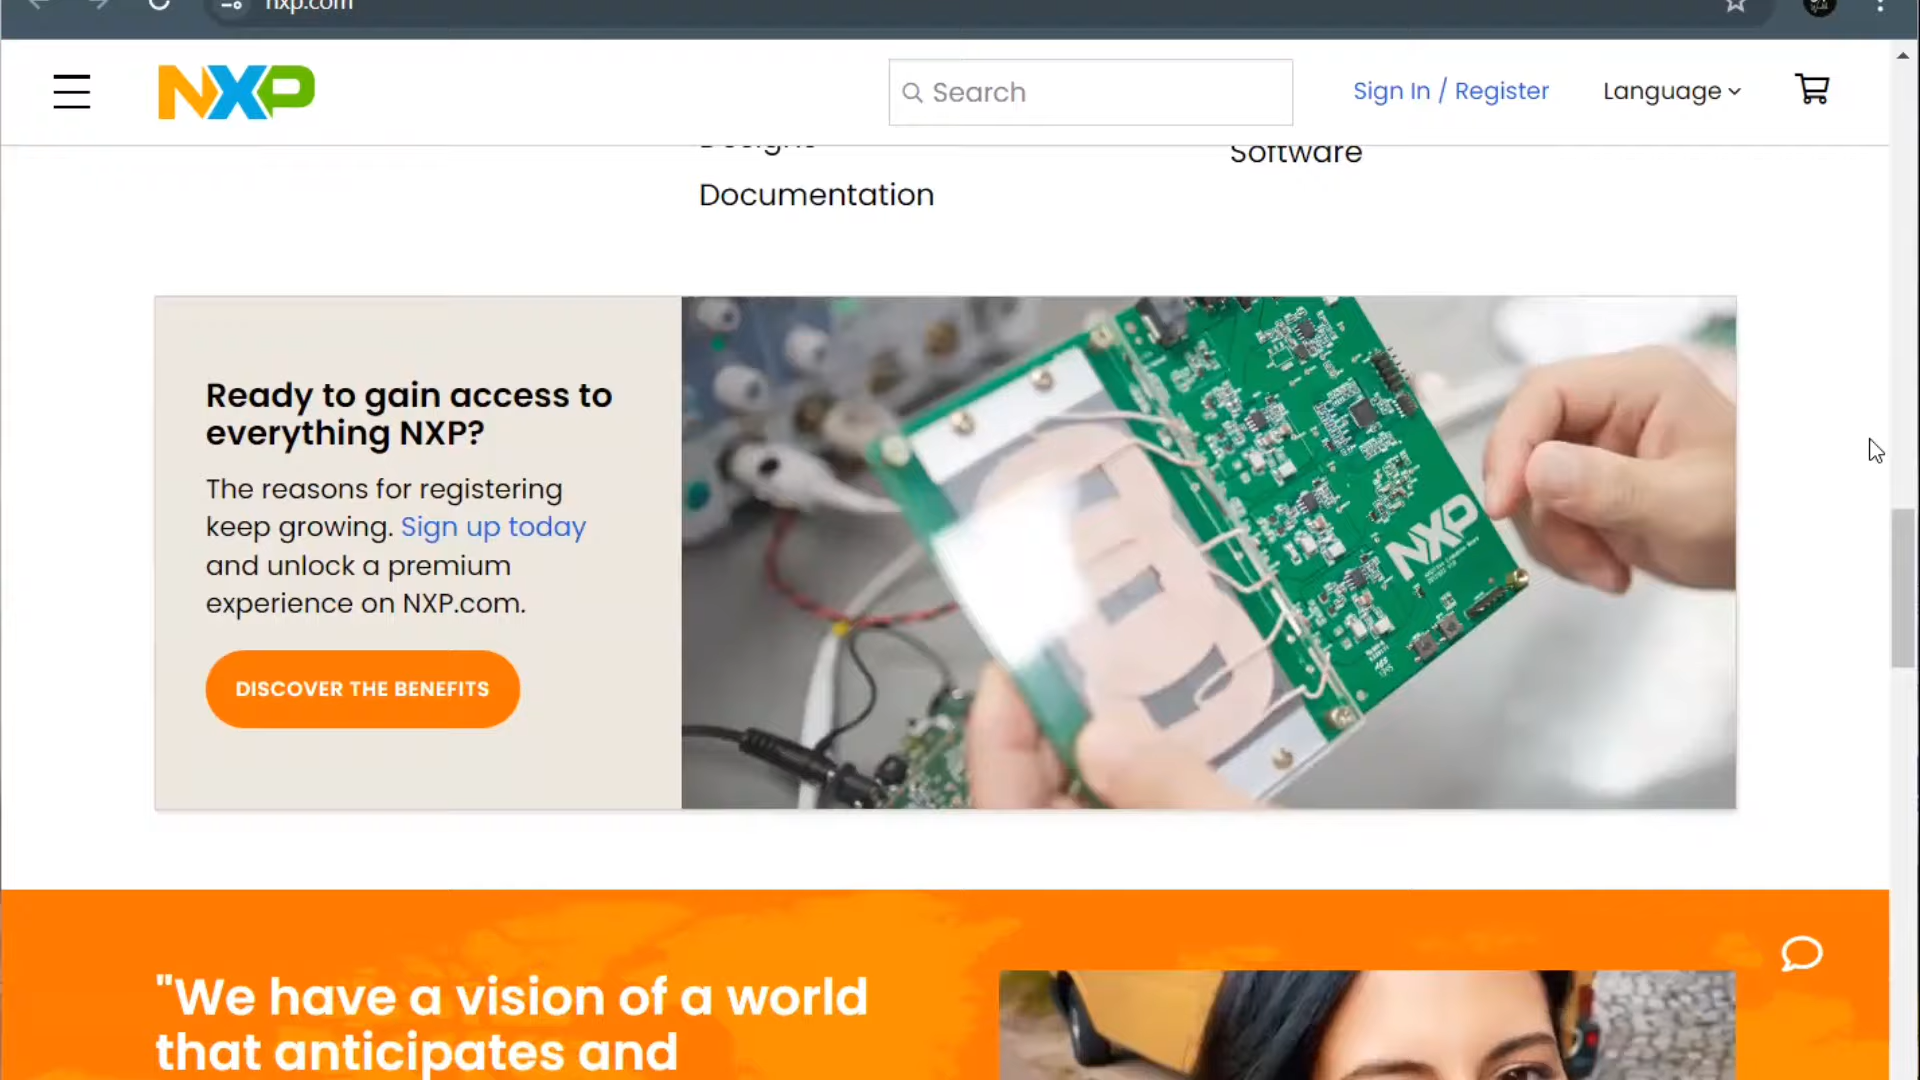 nxp.com
NXP
Search
Sign In / Register
Language
Designs
Software
Documentation
Ready to gain access to
everything NXP?
The reasons for registering
keep growing. Sign up today
and unlock a premium
experience on NXP.com.
DISCOVER THE BENEFITS
NXP
"We have a vision of a world
that anticipates and